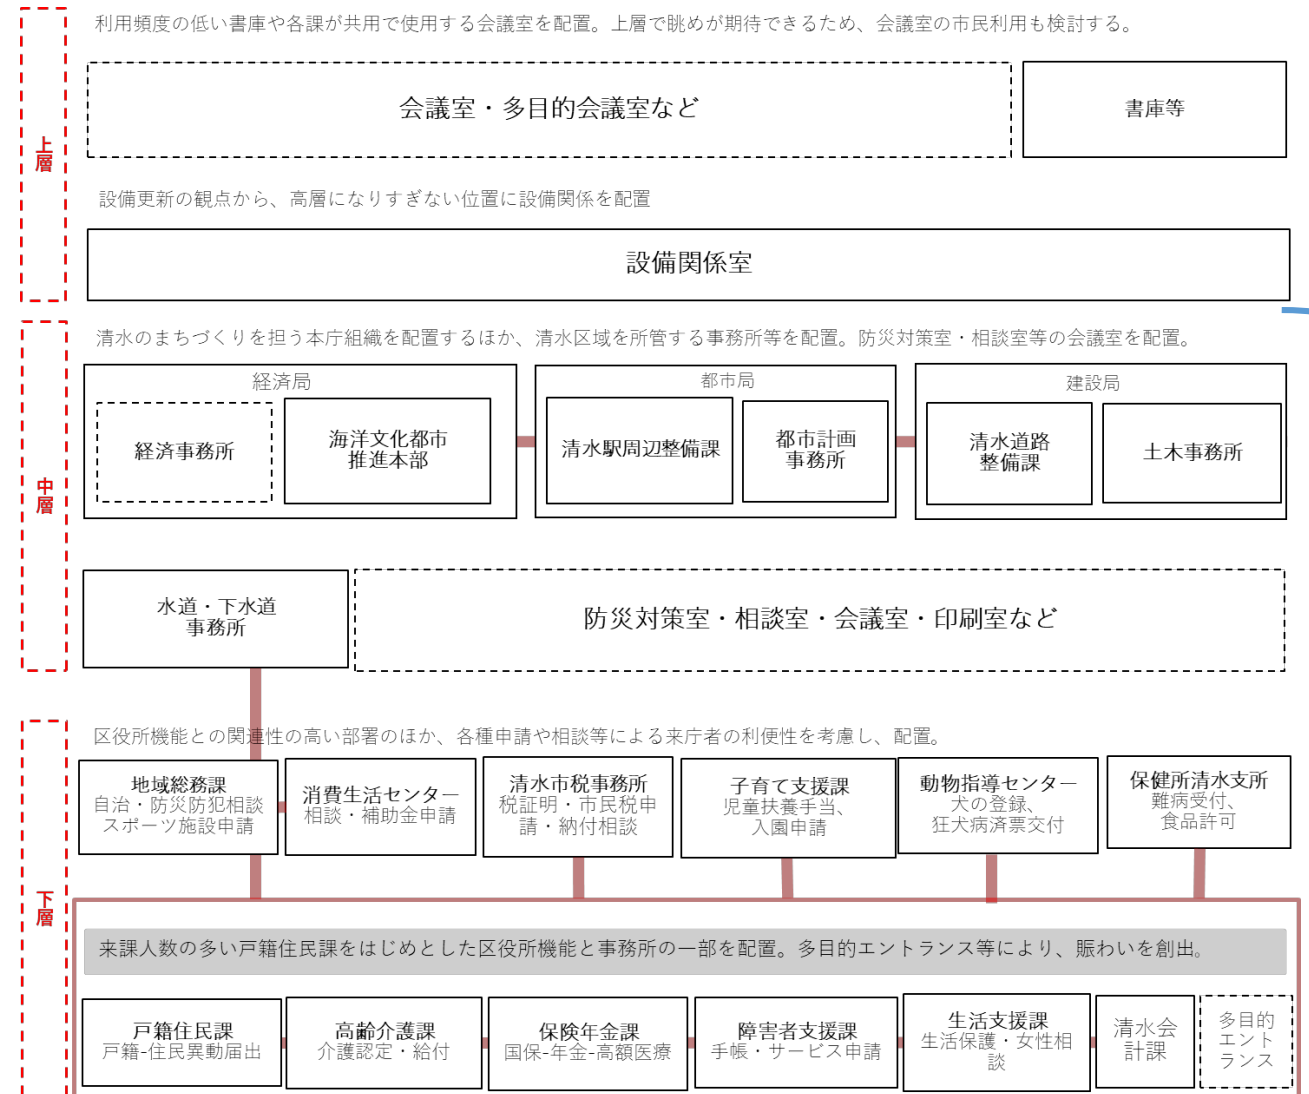 利用頻度の低い書庫や各課が共用で使用する会議室を配置。上層で眺めが期待できるため、会議室の市民利用も検討する。
上層
会議室・多目的会議室など
書庫等
設備更新の観点から、高層になりすぎない位置に設備関係を配置
設備関係室
清水のまちづくりを担う本庁組織を配置するほか、清水区域を所管する事務所等を配置。防災対策室・相談室等の会議室を配置。
中層
経済局
経済事務所
海洋文化都市
推進本部
都市局
清水駅周辺整備課
都市計画
事務所
建設局
清水道路
整備課
土木事務所
水道・下水道
事務所
防災対策室・相談室・会議室・印刷室など
区役所機能との関連性の高い部署のほか、各種申請や相談等による来庁者の利便性を考慮し、配置。
下層
地域総務課
自治・防災防犯相談
スポーツ施設申請
消費生活センター
相談・補助金申請
清水市税事務所
税証明・市民税申
請・納付相談
子育て支援課
児童扶養手当、
入園申請
動物指導センター
犬の登録、
狂犬病済票交付
保健所清水支所
難病受付、
食品許可
来課人数の多い戸籍住民課をはじめとした区役所機能と事務所の一部を配置。多目的エントランス等により、賑わいを創出。
戸籍住民課
戸籍-住民異動届出
高齢介護課
介護認定・給付
保険年金課
国保-年金-高額医療
障害者支援課
手帳・サービス申請
生活支援課
生活保護・女性相
談
清水会
計課
多目的
エント
ランス